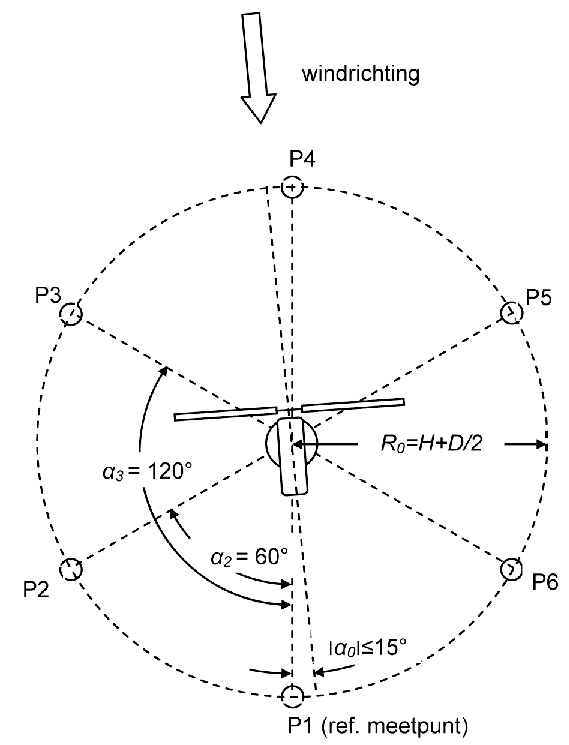 windrichting
P4
P3
P5
R₀=H+D/2
α₃ = 120°
α₂ = 60°
P2
P6
|α₀|≤15°
P1 (ref. meetpunt)